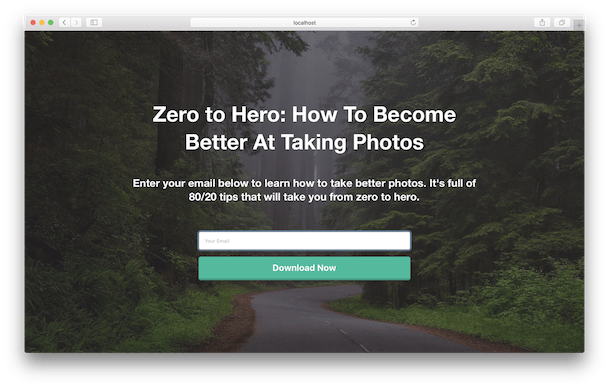 localhost
Zero to Hero: How To Become
Better At Taking Photos
Enter your email below to learn how to take better photos. It's full of
80/20 tips that will take you from zero to hero.
Your Email
Download Now